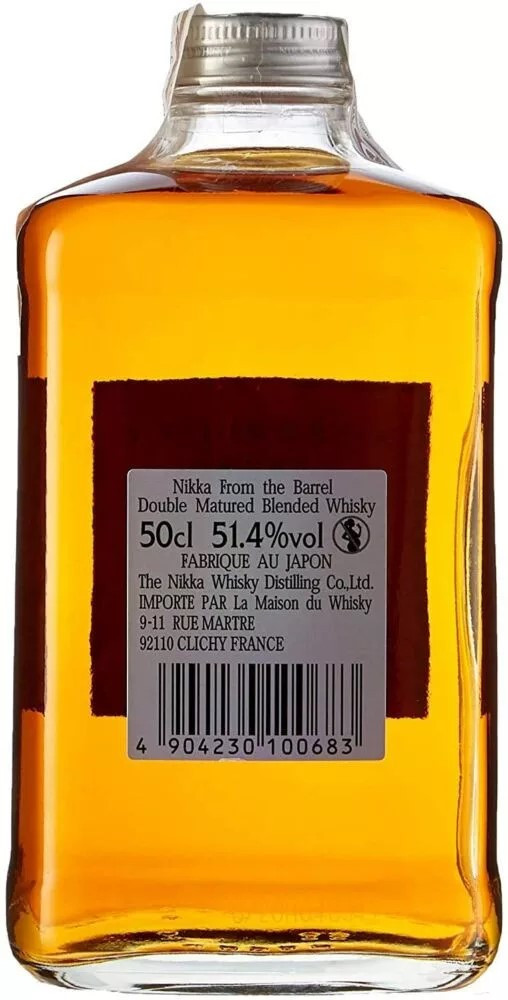 Nikka From the Barrel
Double Matured Blended Whisky
50cl 51.4%vol
FABRIQUE AU JAPON
The Nikka Whisky Distilling Co.,Ltd.
IMPORTE PAR La Maison du Whisky
9-11 RUE MARTRE
92110 CLICHY FRANCE
4 904230 100683